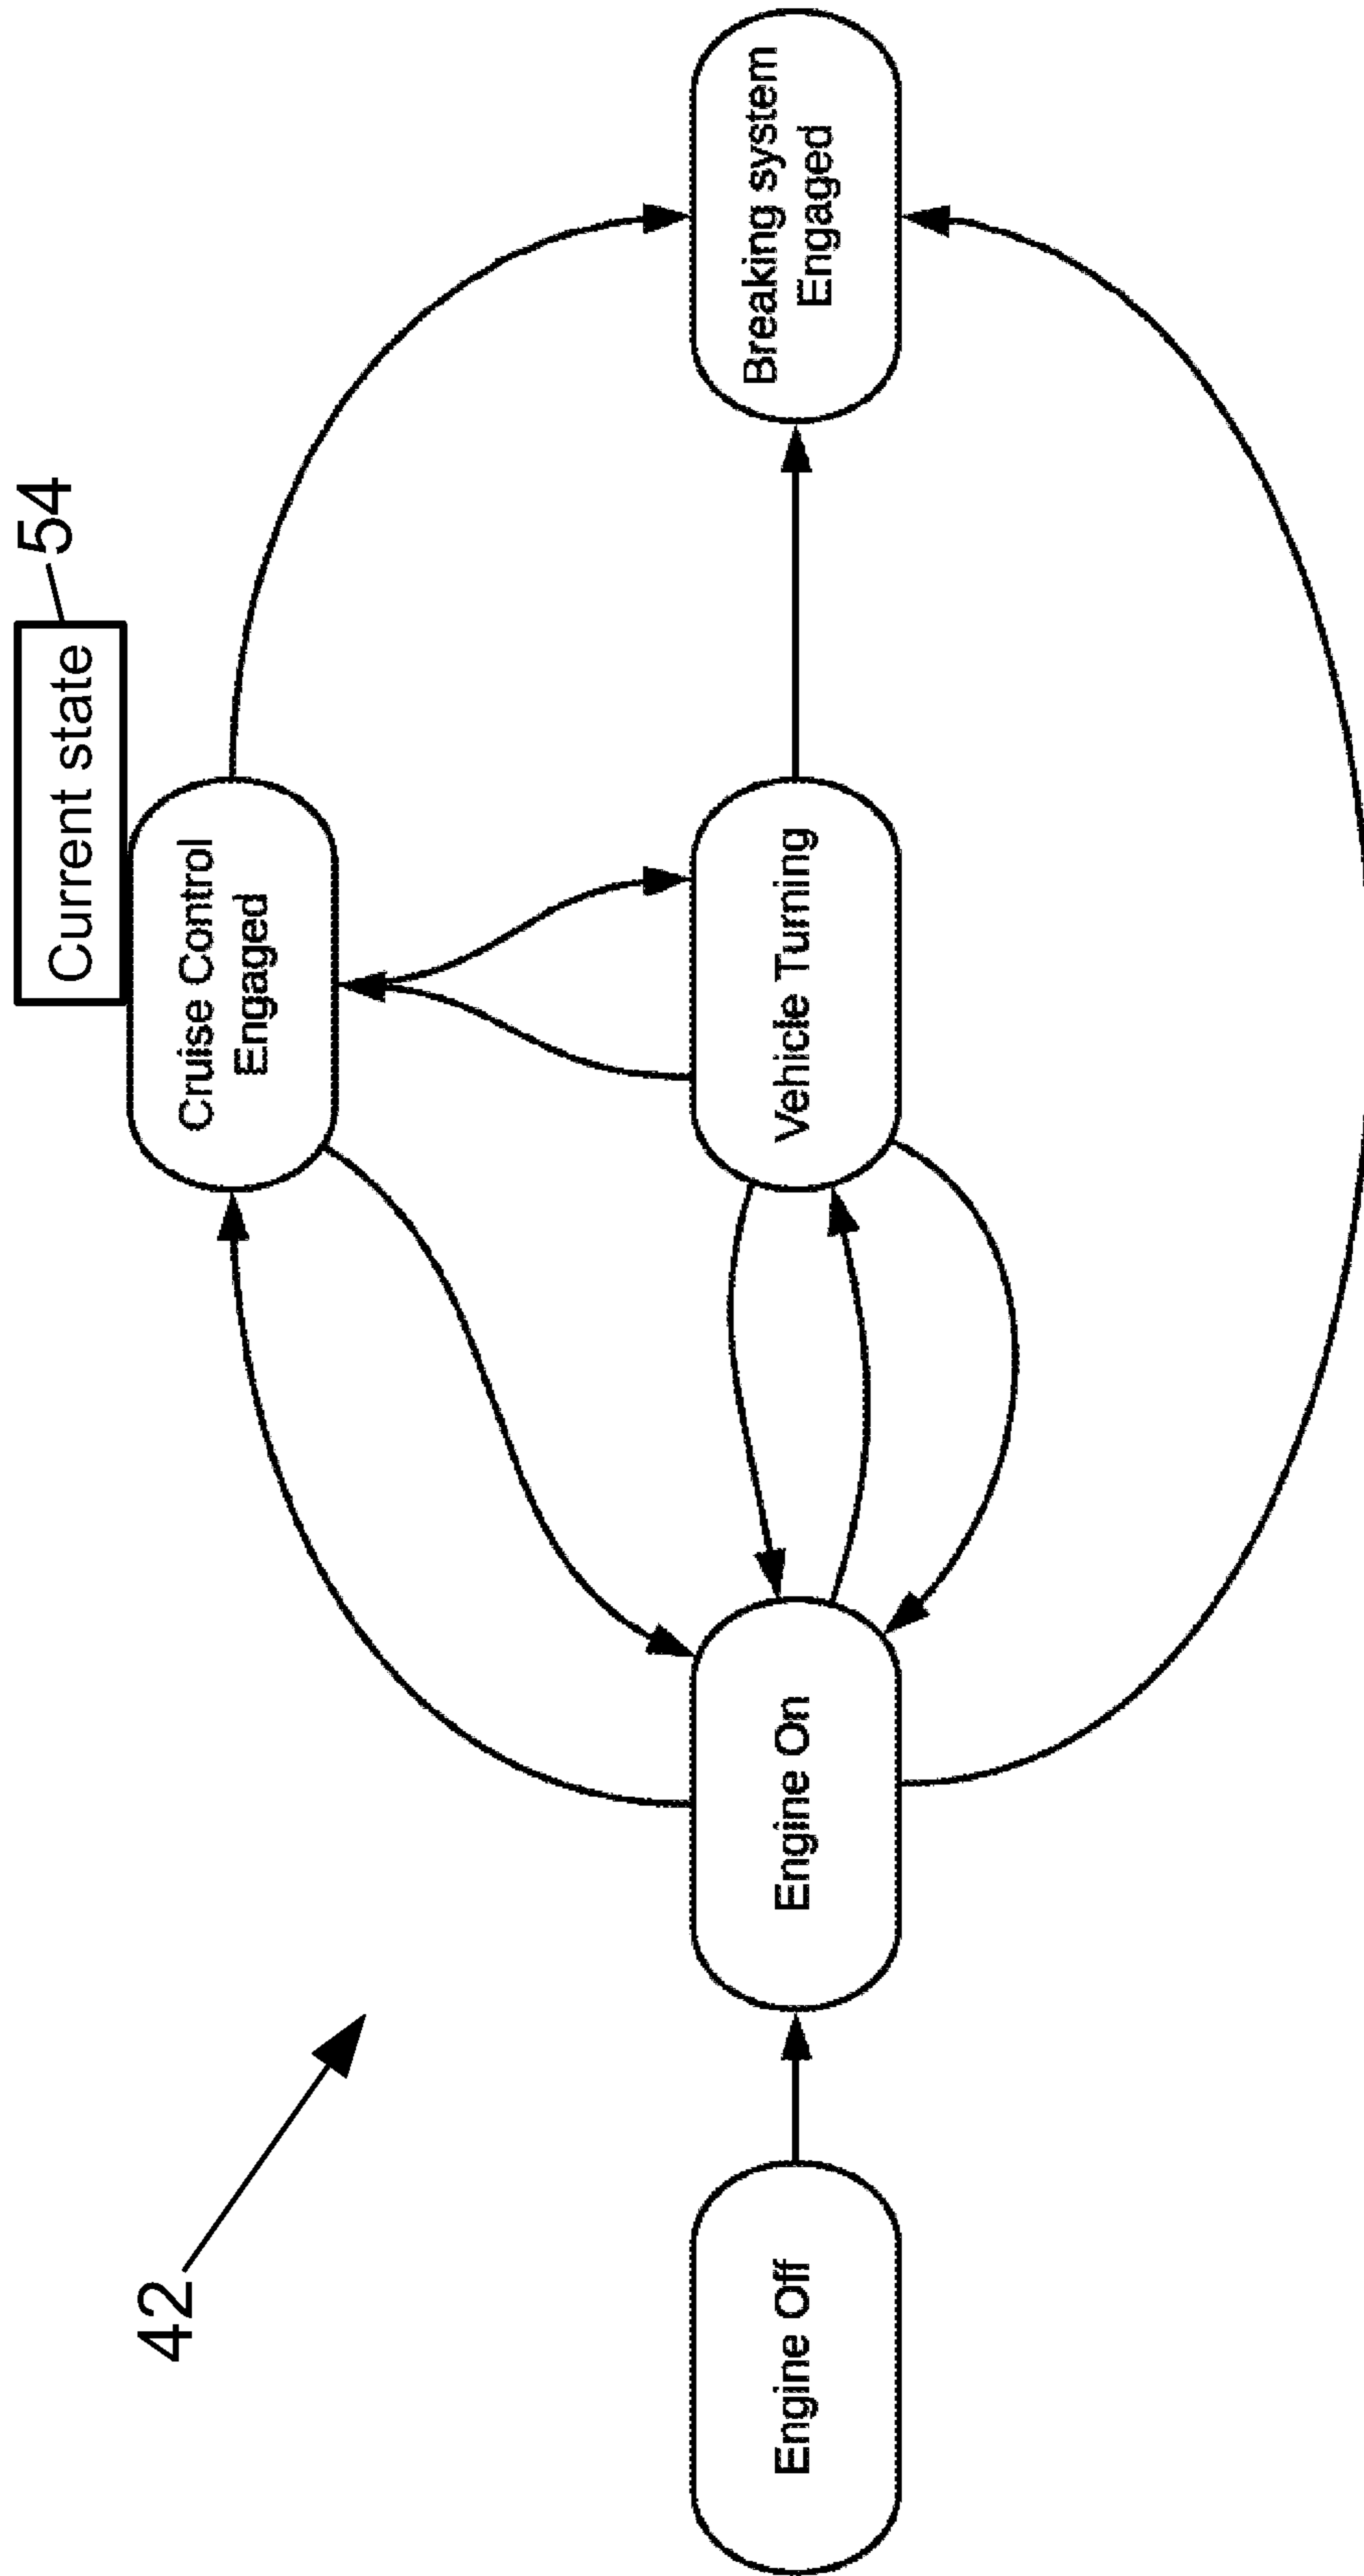 Current state
54
Cruise Control
Engaged
42
Engine Off
Engine On
Vehicle Turning
Breaking system
Engaged